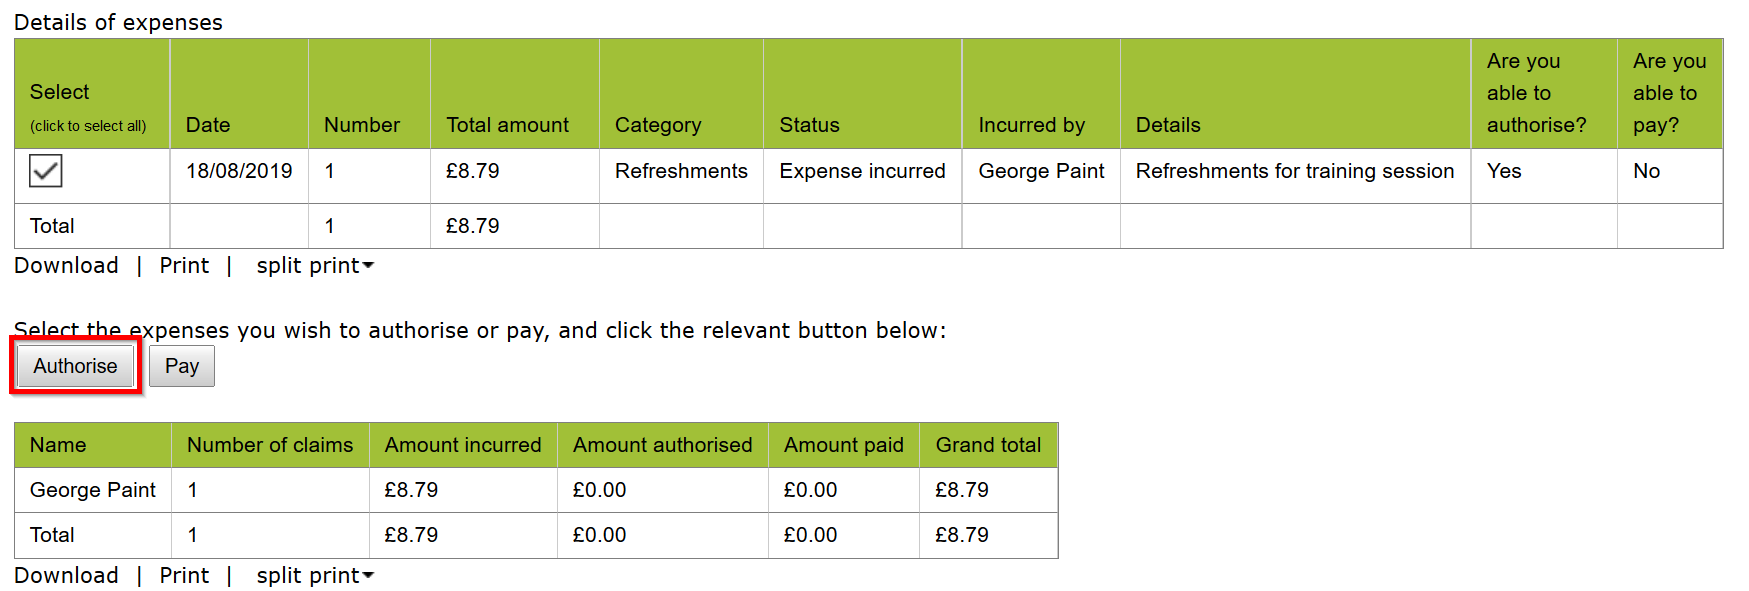 Details of expenses
Select (click to select all) Date Number Total amount Category Status Incurred by Details Are you able to authorise? Are you able to pay?
18/08/2019 1 £8.79 Refreshments Expense incurred George Paint Refreshments for training session Yes No
Total 1 £8.79
Download | Print | split print
Select the expenses you wish to authorise or pay, and click the relevant button below:
Authorise Pay
Name Number of claims Amount incurred Amount authorised Amount paid Grand total
George Paint 1 £8.79 £0.00 £0.00 £8.79
Total 1 £8.79 £0.00 £0.00 £8.79
Download | Print | split print